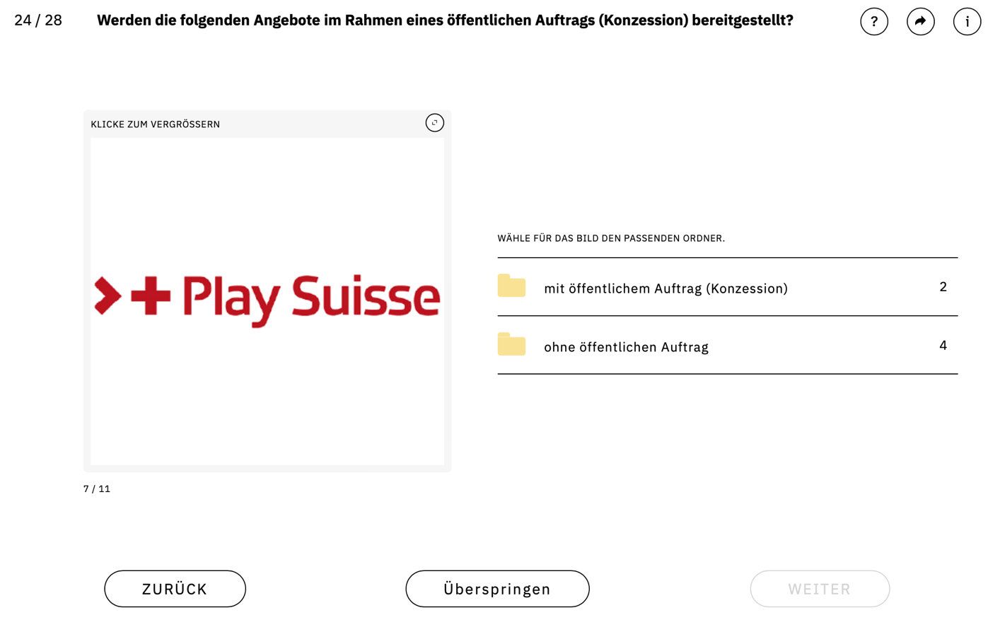 24 / 28
Werden die folgenden Angebote im Rahmen eines öffentlichen Auftrags (Konzession) bereitgestellt?
?
i
KLICKE ZUM VERGRÖSSERN
Play Suisse
7 / 11
WÄHLE FÜR DAS BILD DEN PASSENDEN ORDNER.
mit öffentlichem Auftrag (Konzession) 2
ohne öffentlichen Auftrag 4
ZURÜCK
Überspringen
WEITER